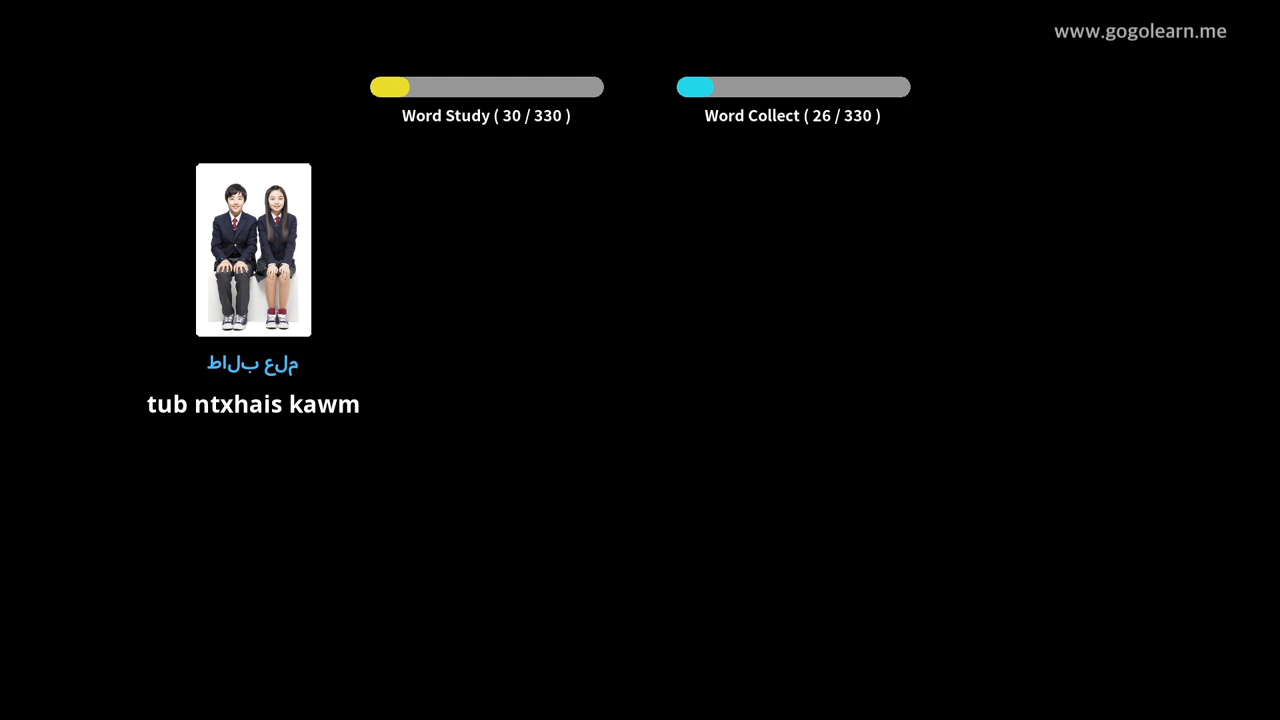 www.gogolearn.me
Word Study ( 30 / 330 )
Word Collect ( 26 / 330 )
طالب علم
tub ntxhais kawm